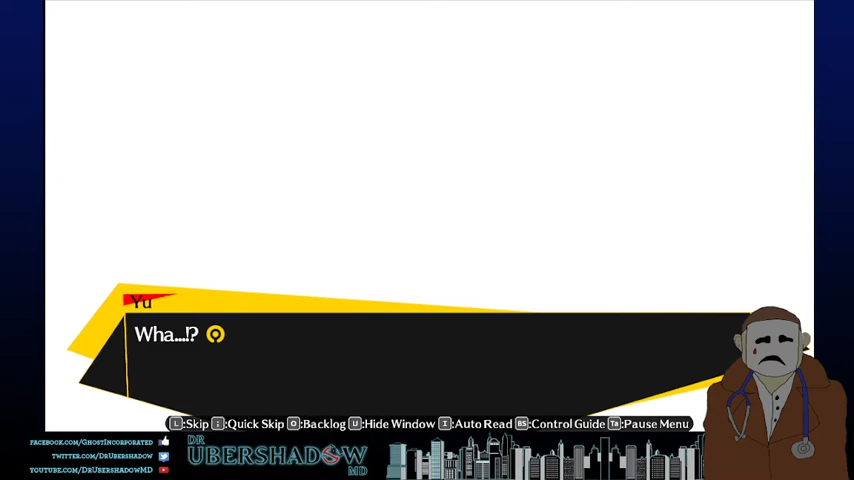 Yu
Wha...!?
L:Skip ;:Quick Skip O:Backlog U:Hide Window I:Auto Read BS:Control Guide Ta:Pause Menu
FACEBOOK.COM/GHOSTINCORPORATED
TWITTER.COM/DRUBERSHADOW
YOUTUBE.COM/DRUBERSHADOWMD
DR
UBERSHADOW
MD